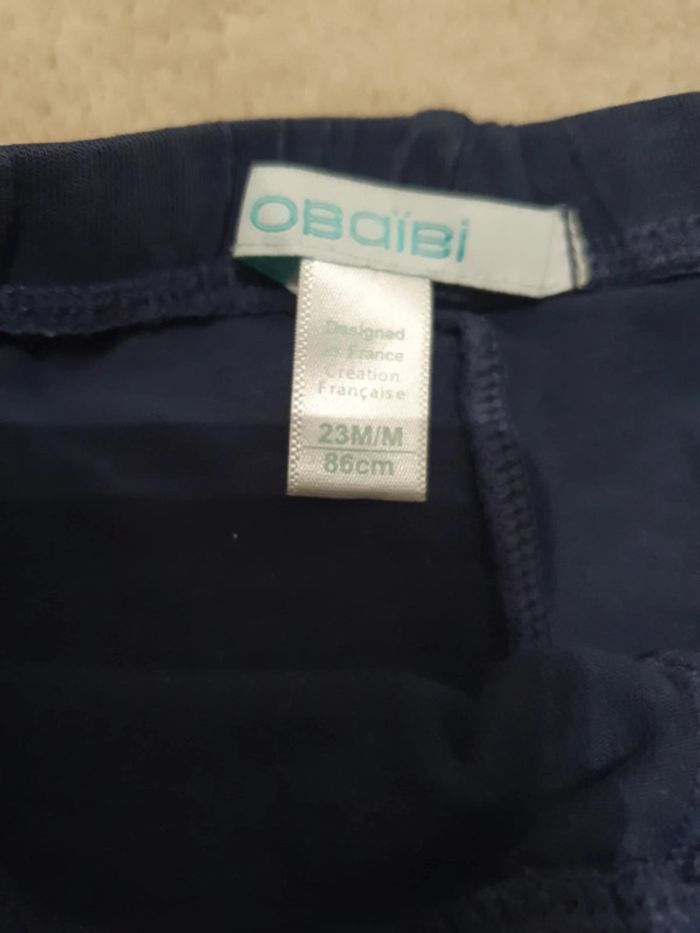 OBaïBi
Designed
in France
Création
Française
23M/M
86cm